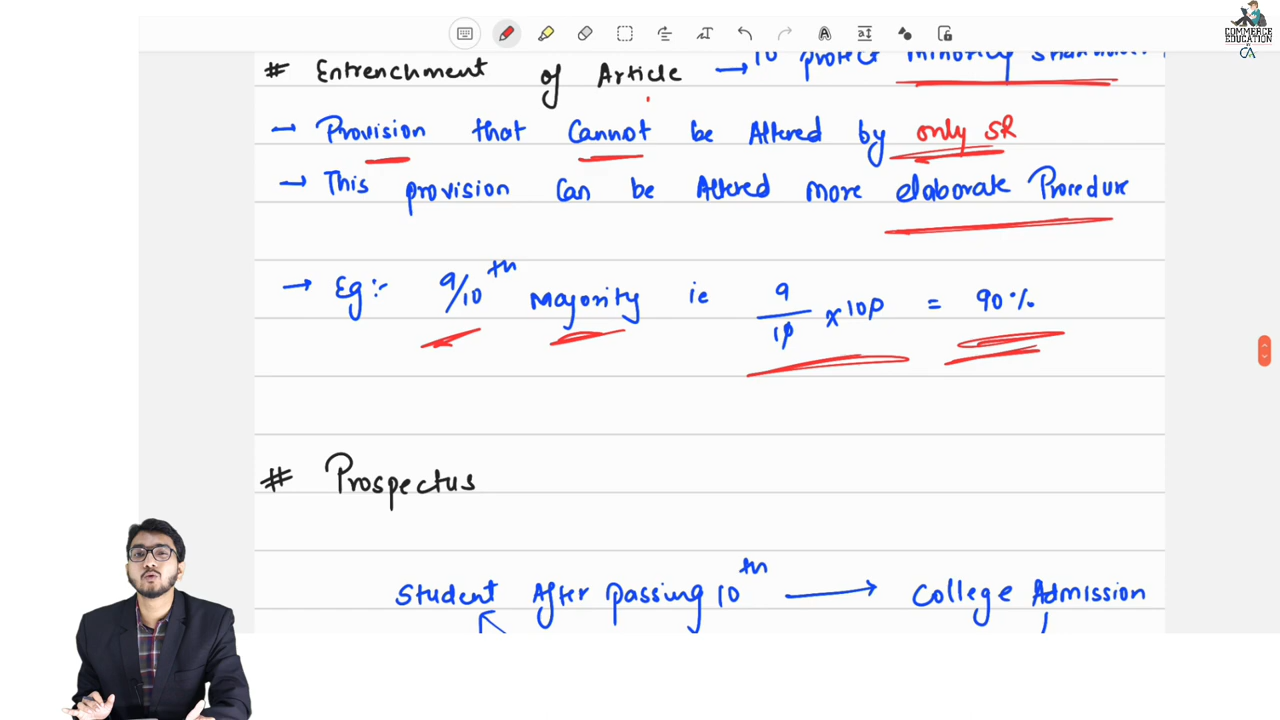 COMMERCE
EDUCATION
BY
CA
# Entrenchment of Article → To protect minority
→ Provision that Cannot be Altered by only SR
→ This provision Can be Altered more elaborate Procedure
→ Eg:- 9/10th Majority ie 9/10 x 100 = 90%
# Prospectus
Student After passing 10th → College Admission